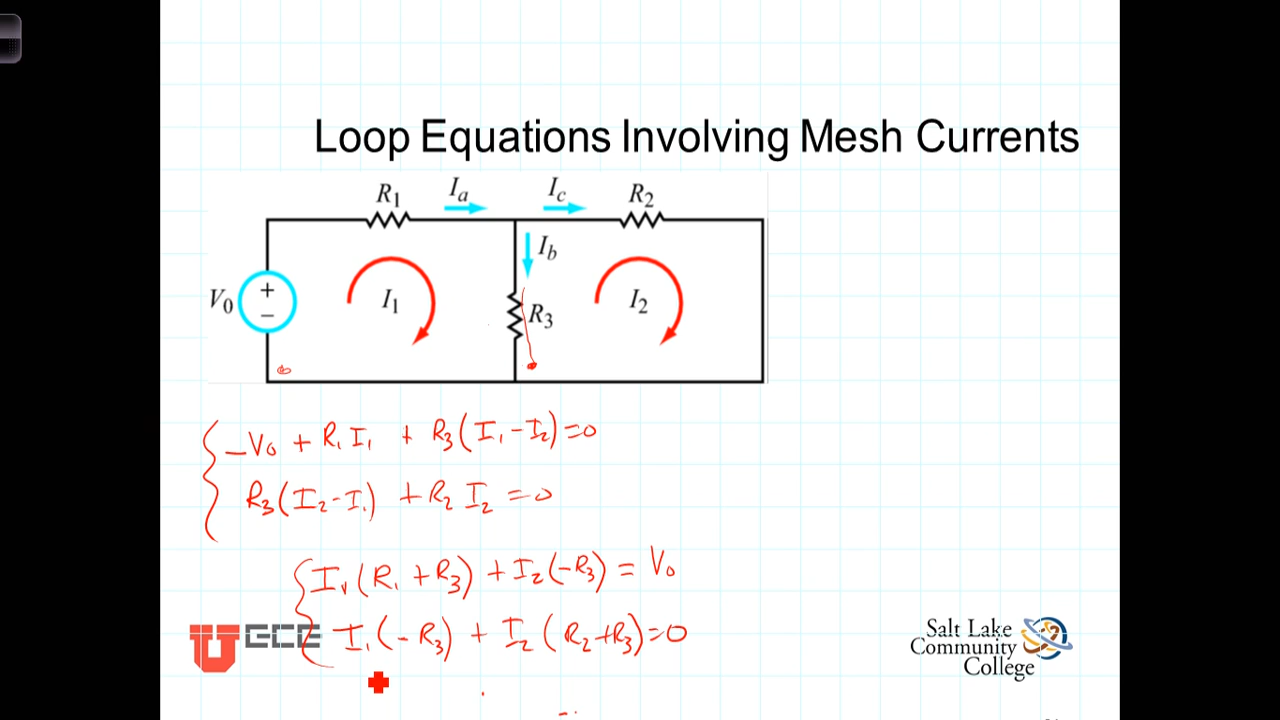 Loop Equations Involving Mesh Currents
R₁ Iₐ I_c R₂
I_b
V₀ + − I₁ R₃ I₂
−V₀ + R₁ I₁ + R₃(I₁ − I₂) = 0
R₃(I₂ − I₁) + R₂ I₂ = 0
I₁(R₁ + R₃) + I₂(−R₃) = V₀
I₁(−R₃) + I₂(R₂ + R₃) = 0
U ECE
Salt Lake
Community
College